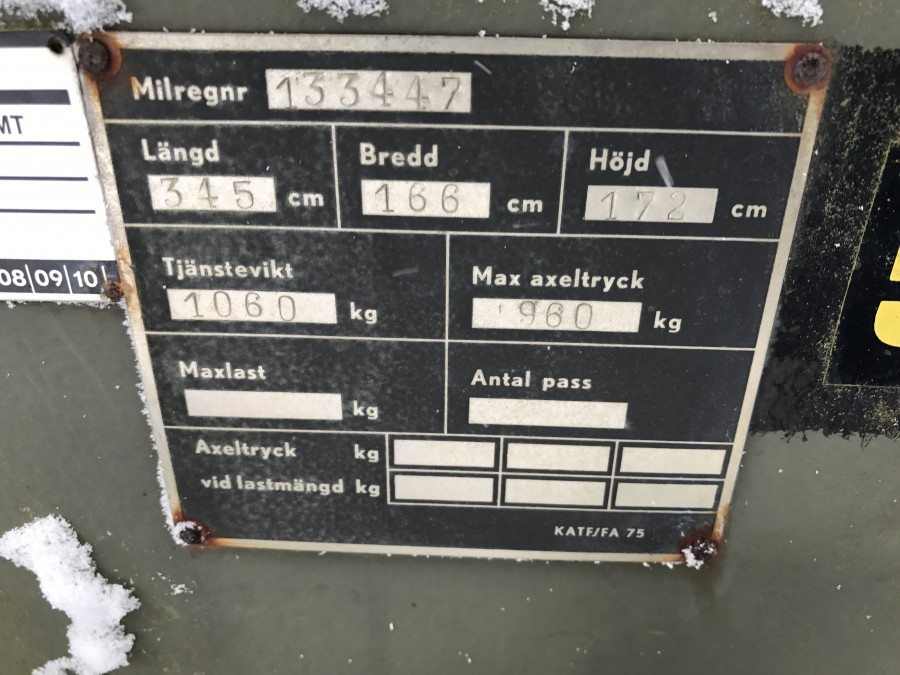 Milregnr 133447
Längd
345 cm
Bredd
166 cm
Höjd
172 cm
Tjänstevikt
1060 kg
Max axeltryck
960 kg
Maxlast
kg
Antal pass
Axeltryck kg
vid lastmängd kg
KATF/FA 75
MT
08|09|10